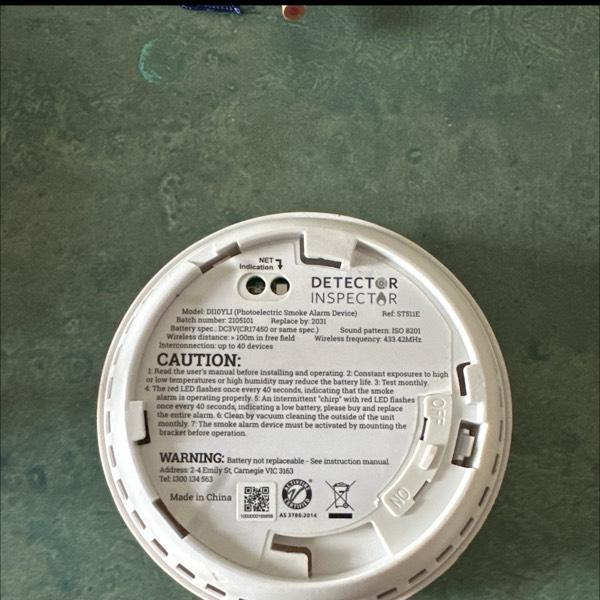 NET
Indication
DETECTOR
INSPECTOR
Model: DI10YLI (Photoelectric Smoke Alarm Device) Ref: ST511E
Batch number: 2105101 Replace by: 2031
Battery spec.: DC3V(CR17450 or same spec.) Sound pattern: ISO 8201
Wireless distance: > 100m in free field Wireless frequency: 433.42MHz
Interconnection: up to 40 devices
CAUTION:
1: Read the user's manual before installing and operating. 2: Constant exposures to high
or low temperatures or high humidity may reduce the battery life. 3: Test monthly.
4: The red LED flashes once every 40 seconds, indicating that the smoke
alarm is operating properly. 5: An intermittent "chirp" with red LED flashes
once every 40 seconds, indicating a low battery, please buy and replace
the entire alarm. 6: Clean by vacuum cleaning the outside of the unit
monthly. 7: The smoke alarm device must be activated by mounting the
bracket before operation.
OFF
ON
WARNING: Battery not replaceable - See instruction manual.
Address: 2-4 Emily St, Carnegie VIC 3163
Tel: 1300 134 563
Made in China
AS 3786:2014